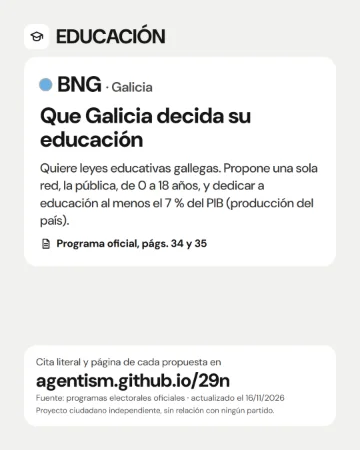 EDUCACIÓN
BNG · Galicia
Que Galicia decida su
educación
Quiere leyes educativas gallegas. Propone una sola
red, la pública, de 0 a 18 años, y dedicar a
educación al menos el 7 % del PIB (producción del
país).
Programa oficial, págs. 34 y 35
Cita literal y página de cada propuesta en
agentism.github.io/29n
Fuente: programas electorales oficiales · actualizado el 16/11/2026
Proyecto ciudadano independiente, sin relación con ningún partido.